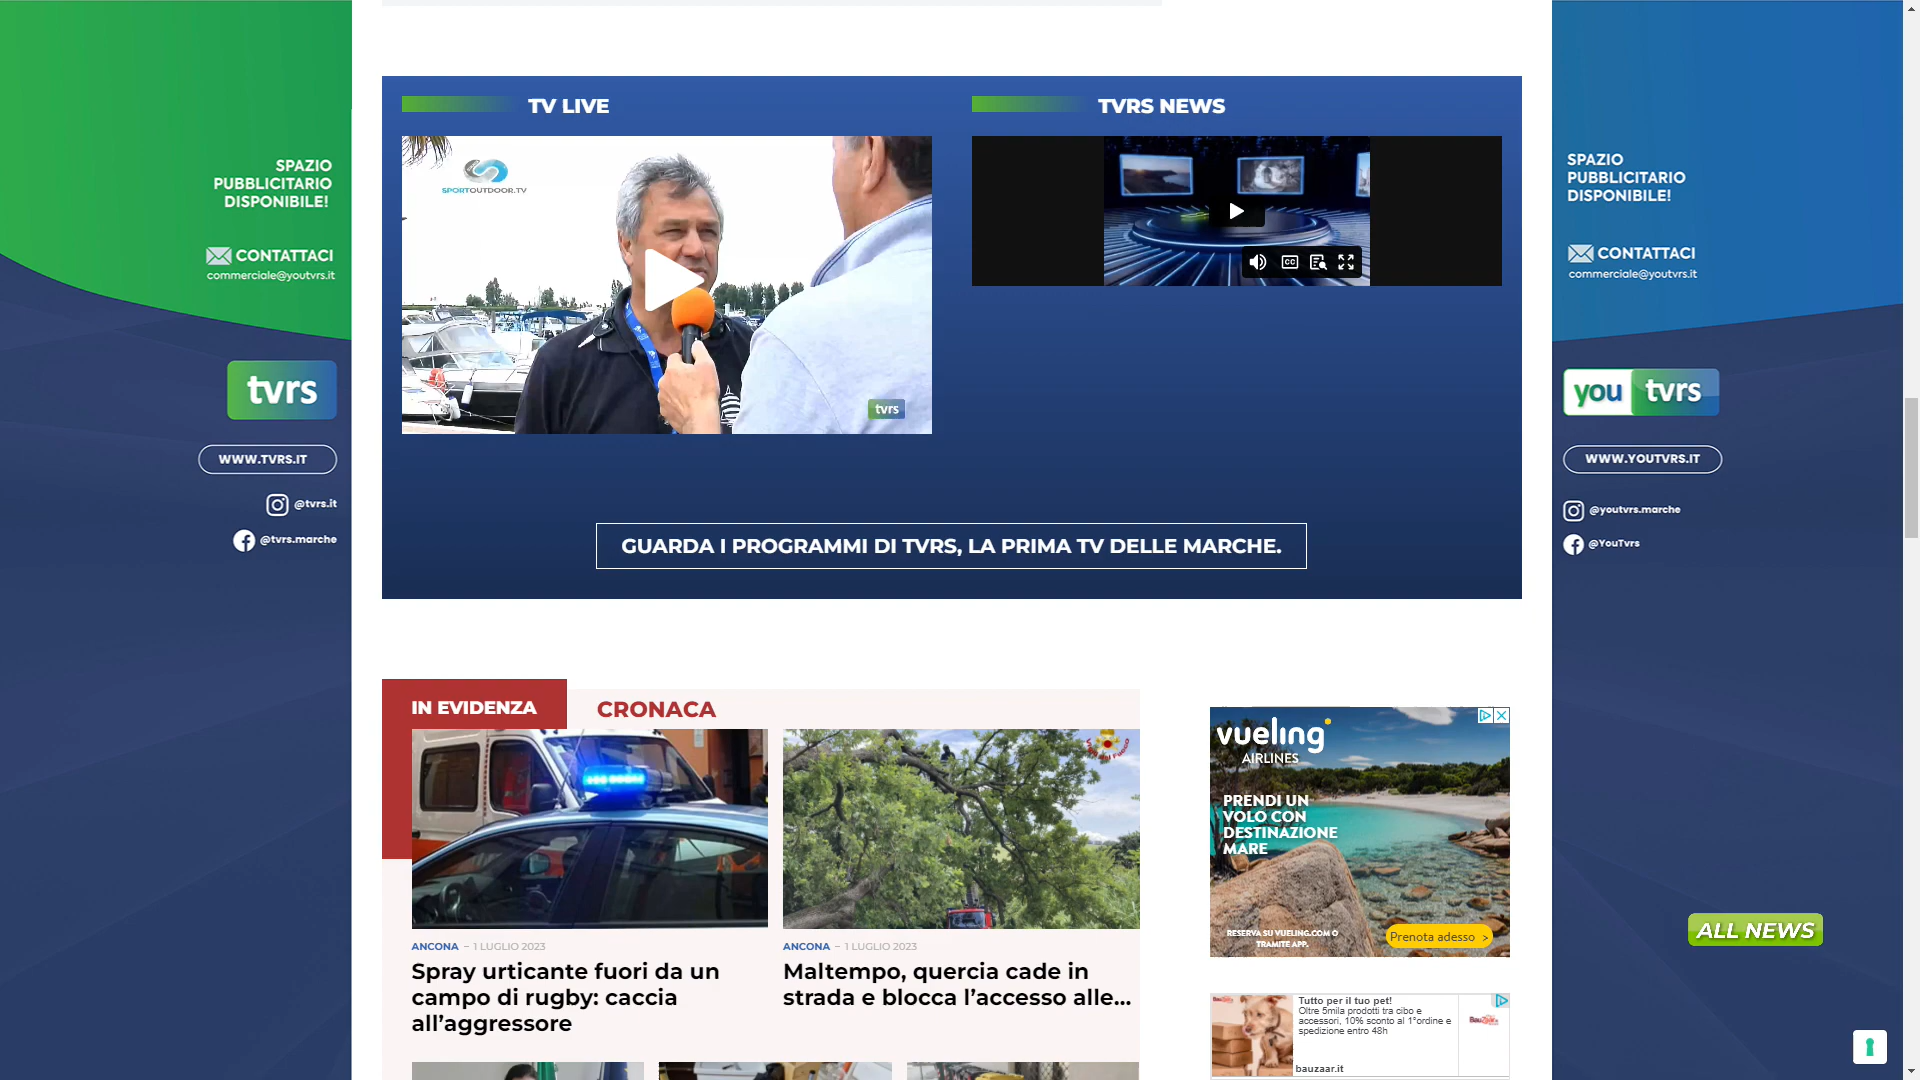 SPAZIO
PUBBLICITARIO
DISPONIBILE!
CONTATTACI
commerciale@youtvrs.it
tvrs
WWW.TVRS.IT
@tvrs.it
@tvrs.marche
TV LIVE
SPORTOUTDOOR.TV
tvrs
TVRS NEWS
CC
GUARDA I PROGRAMMI DI TVRS, LA PRIMA TV DELLE MARCHE.
IN EVIDENZA
CRONACA
ANCONA – 1 LUGLIO 2023
Spray urticante fuori da un
campo di rugby: caccia
all’aggressore
ANCONA – 1 LUGLIO 2023
Maltempo, quercia cade in
strada e blocca l’accesso alle...
vueling
AIRLINES
PRENDI UN
VOLO CON
DESTINAZIONE
MARE
RESERVA SU VUELING.COM O
TRAMITE APP.
Prenota adesso >
Tutto per il tuo pet!
Oltre 5mila prodotti tra cibo e
accessori, 10% sconto al 1°ordine e
spedizione entro 48h
bauzaar.it
SPAZIO
PUBBLICITARIO
DISPONIBILE!
CONTATTACI
commerciale@youtvrs.it
you tvrs
WWW.YOUTVRS.IT
@youtvrs.marche
@YouTvrs
ALL NEWS